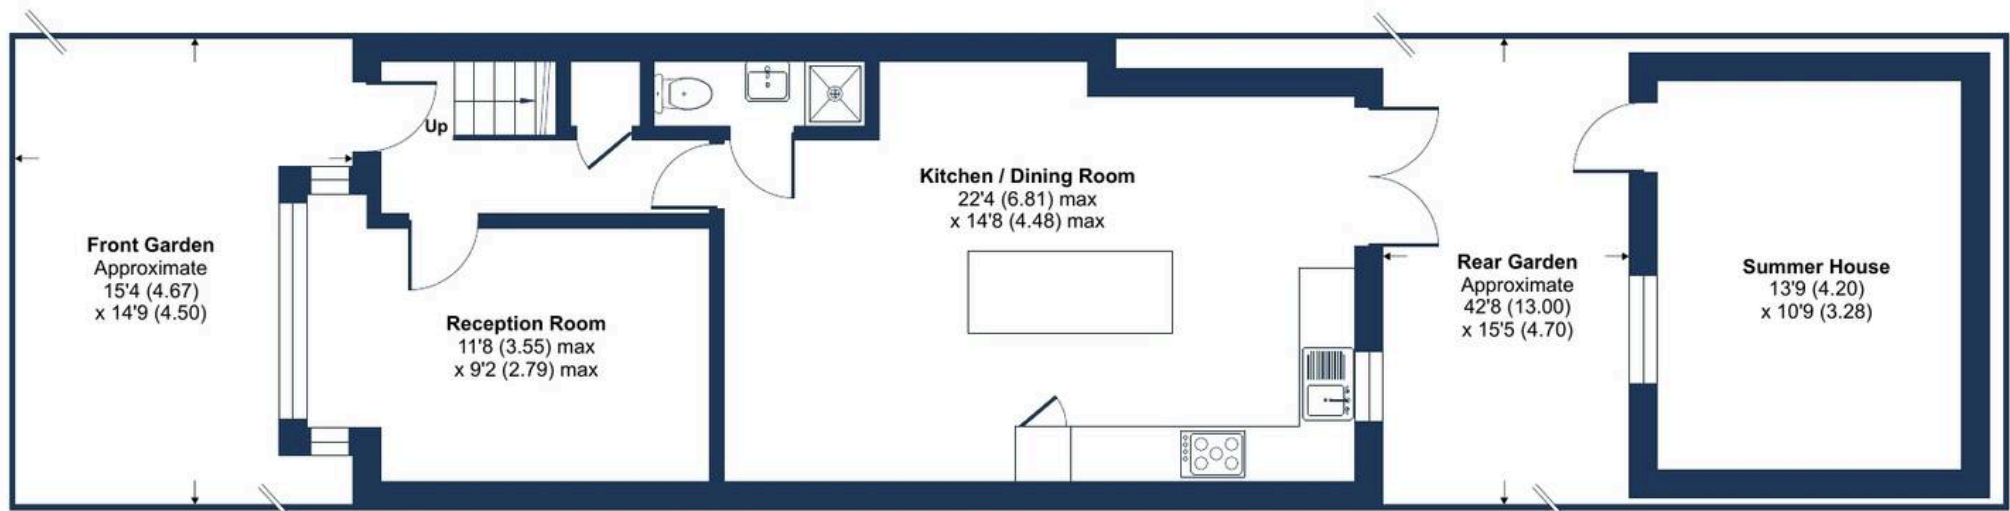 Up
Front Garden
Approximate
15'4 (4.67)
x 14'9 (4.50)
Reception Room
11'8 (3.55) max
x 9'2 (2.79) max
Kitchen / Dining Room
22'4 (6.81) max
x 14'8 (4.48) max
Rear Garden
Approximate
42'8 (13.00)
x 15'5 (4.70)
Summer House
13'9 (4.20)
x 10'9 (3.28)